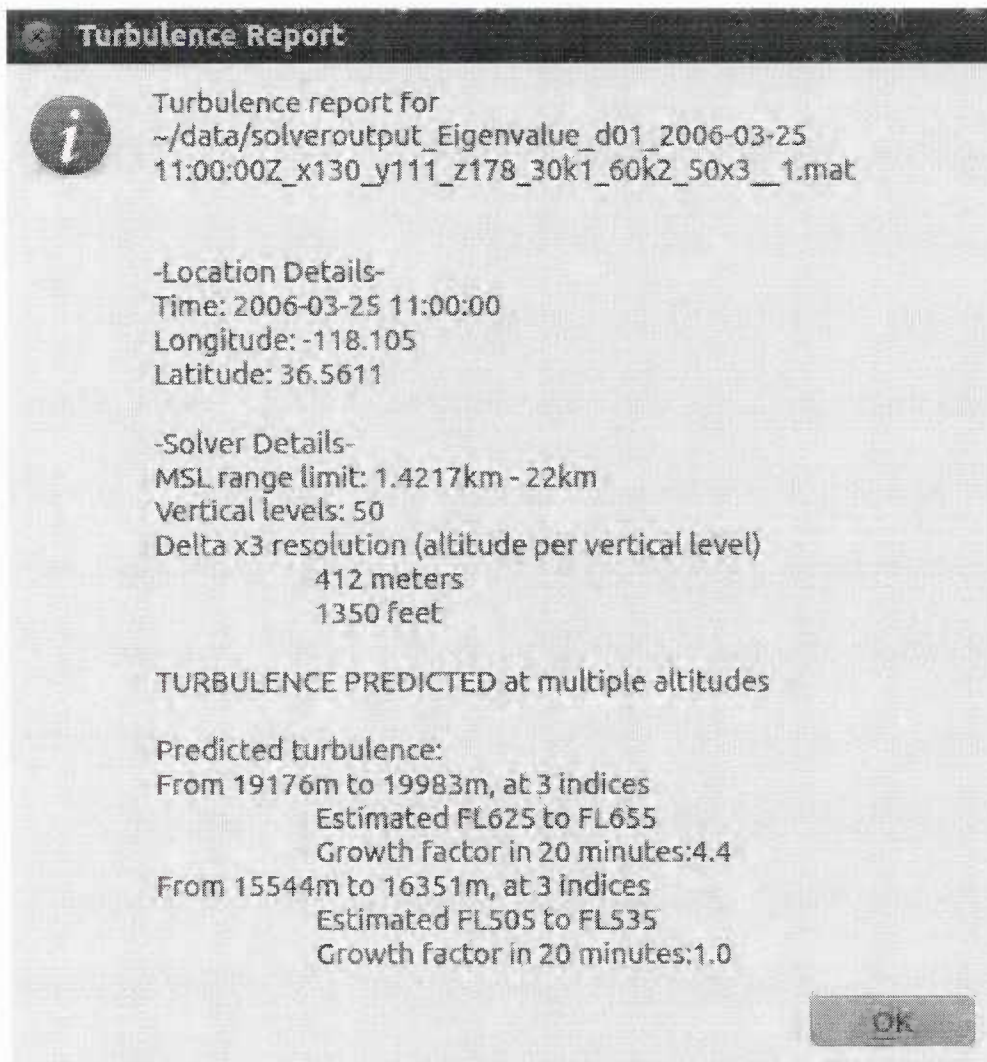 Turbulence Report
i
Turbulence report for
~/data/solveroutput_Eigenvalue_d01_2006-03-25
11:00:00Z_x130_y111_z178_30k1_60k2_50x3__1.mat
-Location Details-
Time: 2006-03-25 11:00:00
Longitude: -118.105
Latitude: 36.5611
-Solver Details-
MSL range limit: 1.4217km - 22km
Vertical levels: 50
Delta x3 resolution (altitude per vertical level)
412 meters
1350 feet
TURBULENCE PREDICTED at multiple altitudes
Predicted turbulence:
From 19176m to 19983m, at 3 indices
Estimated FL625 to FL655
Growth factor in 20 minutes:4.4
From 15544m to 16351m, at 3 indices
Estimated FL505 to FL535
Growth factor in 20 minutes:1.0
OK